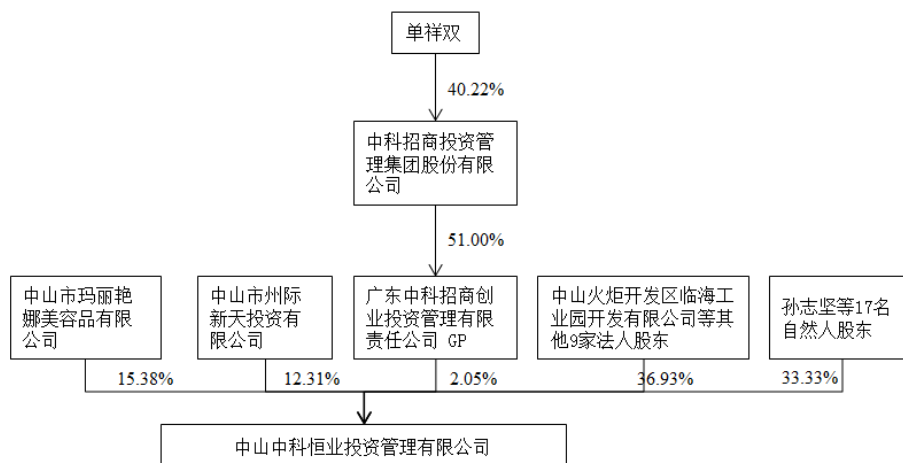 单祥双
40.22%
中科招商投资管
理集团股份有限
公司
51.00%
中山市玛丽艳
娜美容品有限
公司
中山市州际
新天投资有
限公司
广东中科招商创
业投资管理有限
责任公司 GP
中山火炬开发区临海工
业园开发有限公司等其
他9家法人股东
孙志坚等17名
自然人股东
15.38%
12.31%
2.05%
36.93%
33.33%
中山中科恒业投资管理有限公司